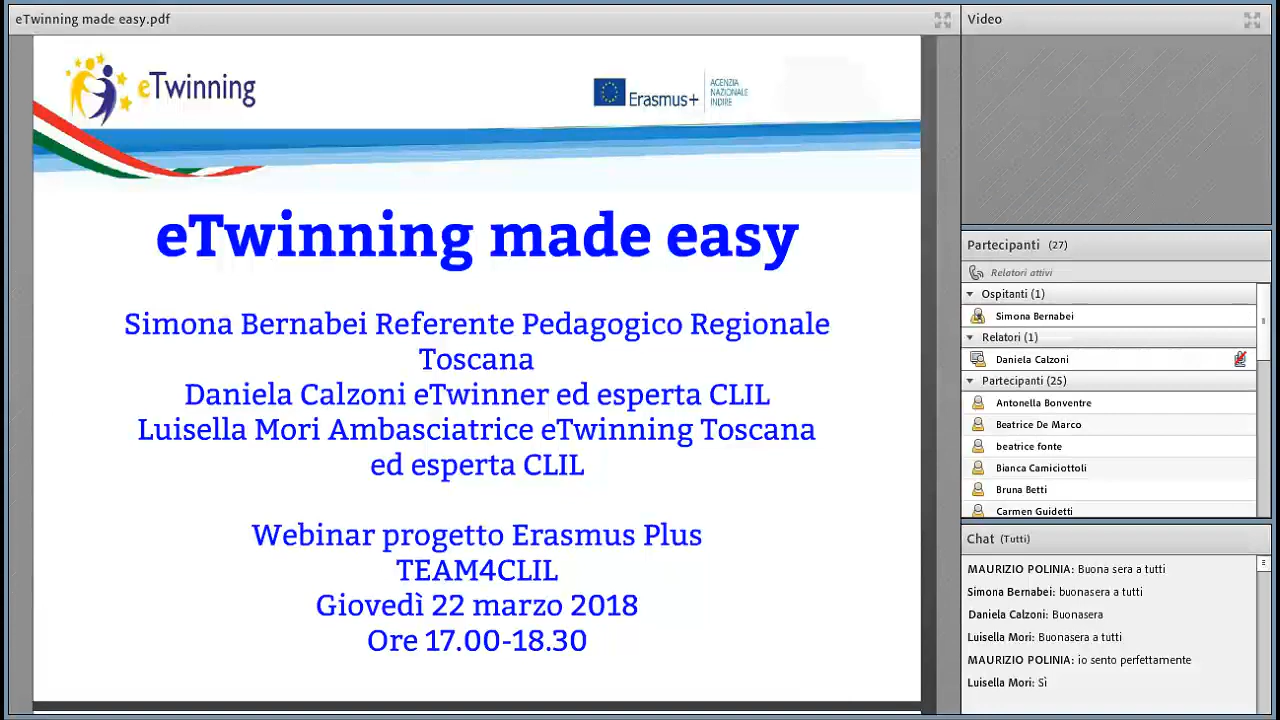 eTwinning made easy.pdf
eTwinning
Erasmus+
AGENZIA
NAZIONALE
INDIRE
eTwinning made easy
Simona Bernabei Referente Pedagogico Regionale
Toscana
Daniela Calzoni eTwinner ed esperta CLIL
Luisella Mori Ambasciatrice eTwinning Toscana
ed esperta CLIL
Webinar progetto Erasmus Plus
TEAM4CLIL
Giovedì 22 marzo 2018
Ore 17.00-18.30
Video
Partecipanti (27)
Relatori attivi
Ospitanti (1)
Simona Bernabei
Relatori (1)
Daniela Calzoni
Partecipanti (25)
Antonella Bonventre
Beatrice De Marco
beatrice fonte
Bianca Camiciottoli
Bruna Betti
Carmen Guidetti
Chat (Tutti)
MAURIZIO POLINIA: Buona sera a tutti
Simona Bernabei: buonasera a tutti
Daniela Calzoni: Buonasera
Luisella Mori: Buonasera a tutti
MAURIZIO POLINIA: io sento perfettamente
Luisella Mori: Sì